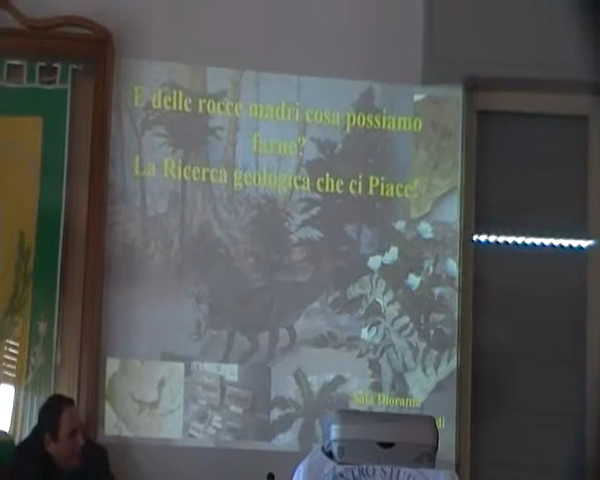 E delle rocce madri cosa possiamo
farne?
La Ricerca geologica che ci Piace!
Sala Diorama